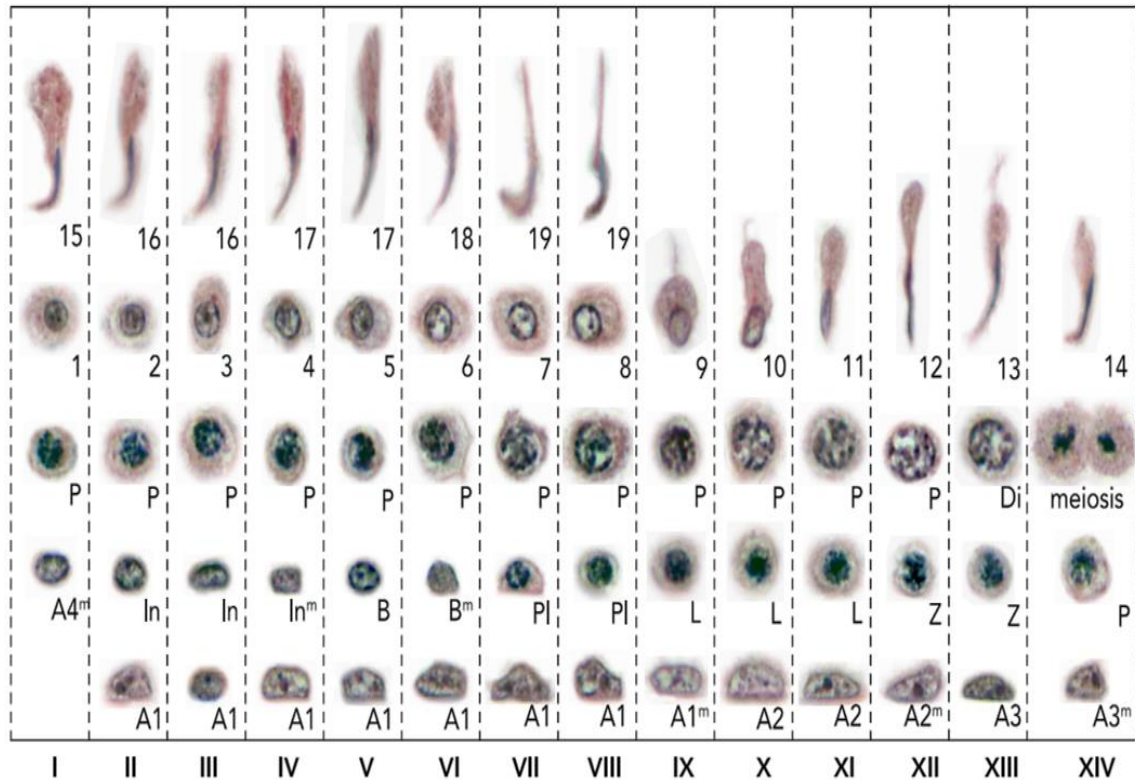 15 16 16 17 17 18 19 19
1 2 3 4 5 6 7 8 9 10 11 12 13 14
P P P P P P P P P P P P Di meiosis
A4ᵐ In In Inᵐ B Bᵐ Pl Pl L L L Z Z P
A1 A1 A1 A1 A1 A1 A1 A1ᵐ A2 A2 A2ᵐ A3 A3ᵐ
I II III IV V VI VII VIII IX X XI XII XIII XIV